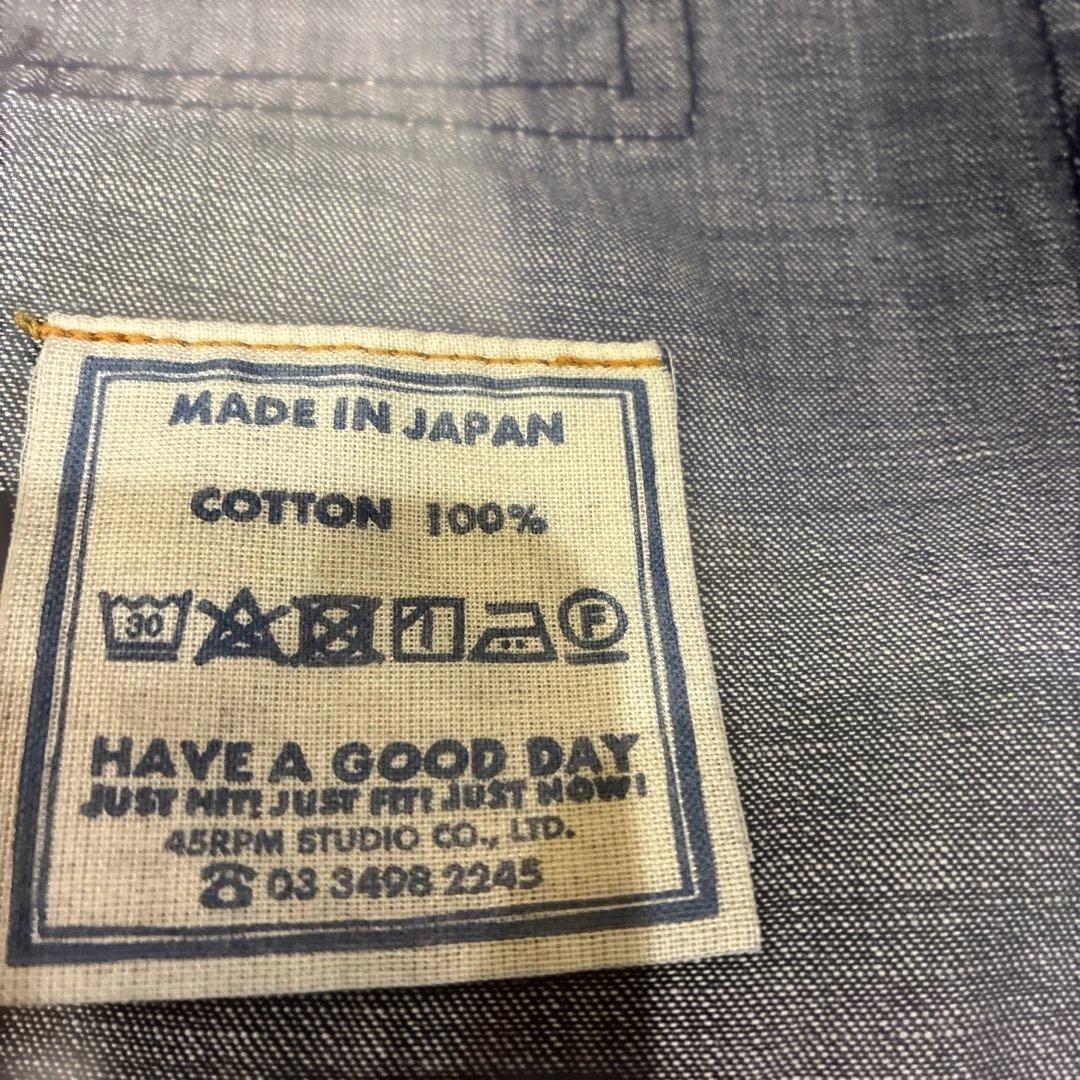 MADE IN JAPAN
COTTON 100%
30 F
HAVE A GOOD DAY
JUST HIT! JUST FIT! JUST NOW!
45RPM STUDIO CO., LTD.
☎ 03 3498 2245